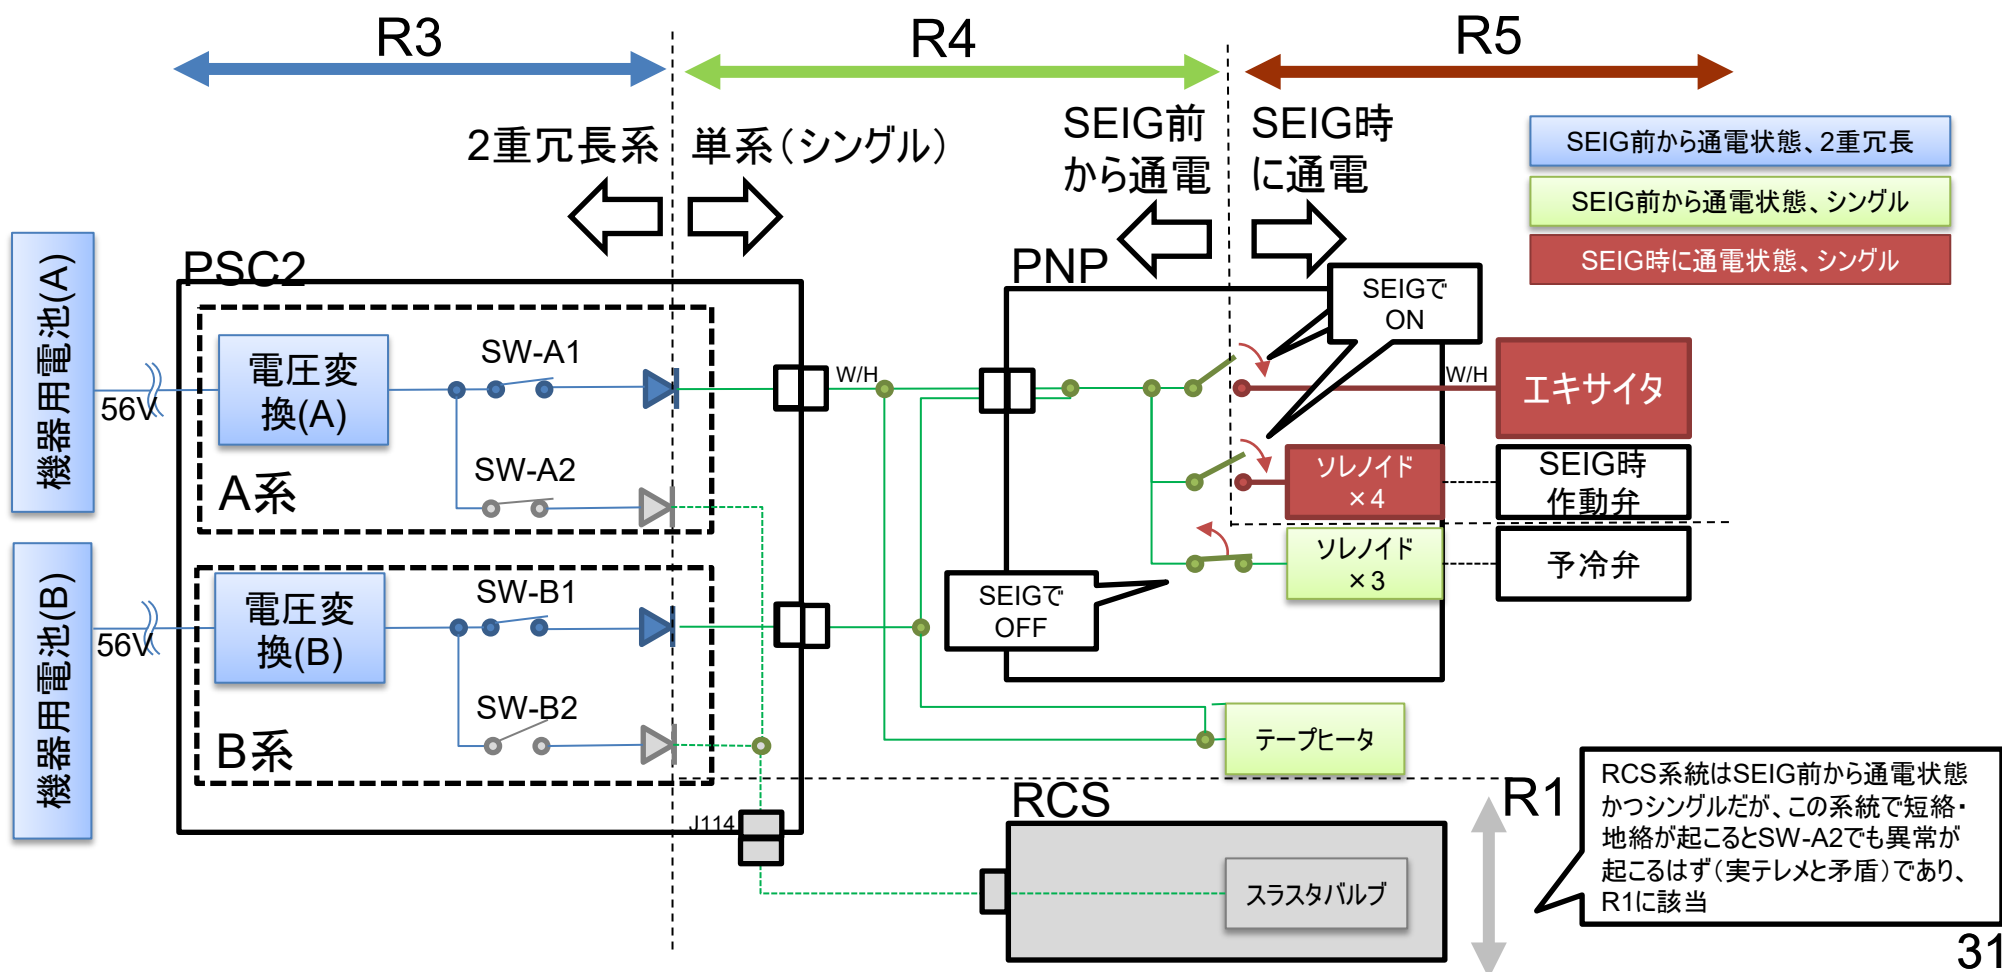 R3
R4
R5
2重冗長系
単系(シングル)
SEIG前
から通電
SEIG時
に通電
SEIG前から通電状態、2重冗長
SEIG前から通電状態、シングル
SEIG時に通電状態、シングル
機器用電池(A)
56V
PSC2
電圧変
換(A)
SW-A1
SW-A2
A系
W/H
PNP
SEIGで
ON
W/H
エキサイタ
ソレノイド
×4
SEIG時
作動弁
ソレノイド
×3
予冷弁
SEIGで
OFF
機器用電池(B)
56V
電圧変
換(B)
SW-B1
SW-B2
B系
テープヒータ
J114
RCS
スラスタバルブ
R1
RCS系統はSEIG前から通電状態
かつシングルだが、この系統で短絡・
地絡が起こるとSW-A2でも異常が
起こるはず(実テレメと矛盾)であり、
R1に該当
31